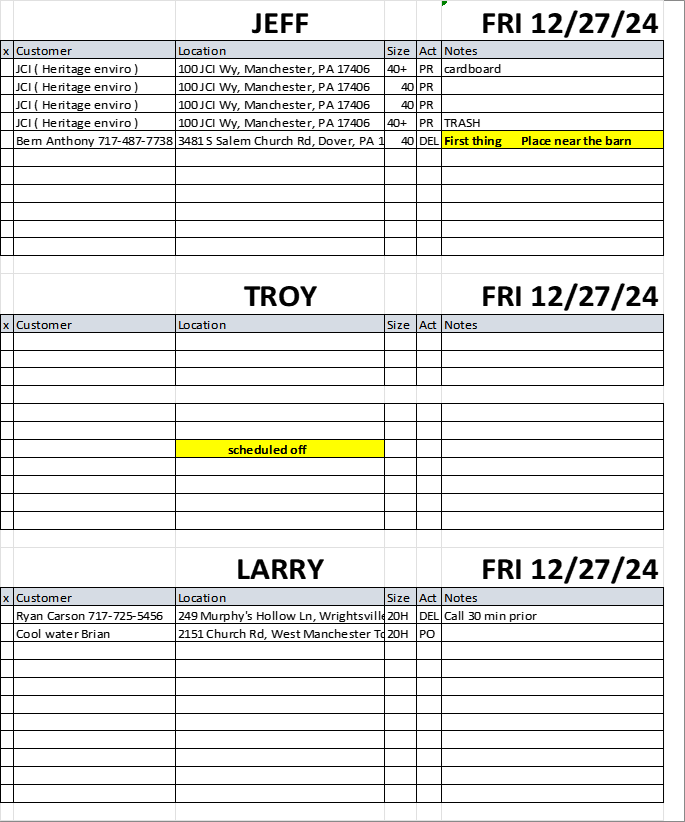 JEFF FRI 12/27/24
x Customer Location Size Act Notes
JCI ( Heritage enviro ) 100 JCI Wy, Manchester, PA 17406 40+ PR cardboard
JCI ( Heritage enviro ) 100 JCI Wy, Manchester, PA 17406 40 PR
JCI ( Heritage enviro ) 100 JCI Wy, Manchester, PA 17406 40 PR
JCI ( Heritage enviro ) 100 JCI Wy, Manchester, PA 17406 40+ PR TRASH
Bern Anthony 717-487-7738 3481 S Salem Church Rd, Dover, PA 1 40 DEL First thing Place near the barn
TROY FRI 12/27/24
x Customer Location Size Act Notes
scheduled off
LARRY FRI 12/27/24
x Customer Location Size Act Notes
Ryan Carson 717-725-5456 249 Murphy's Hollow Ln, Wrightsville 20H DEL Call 30 min prior
Cool water Brian 2151 Church Rd, West Manchester To 20H PO